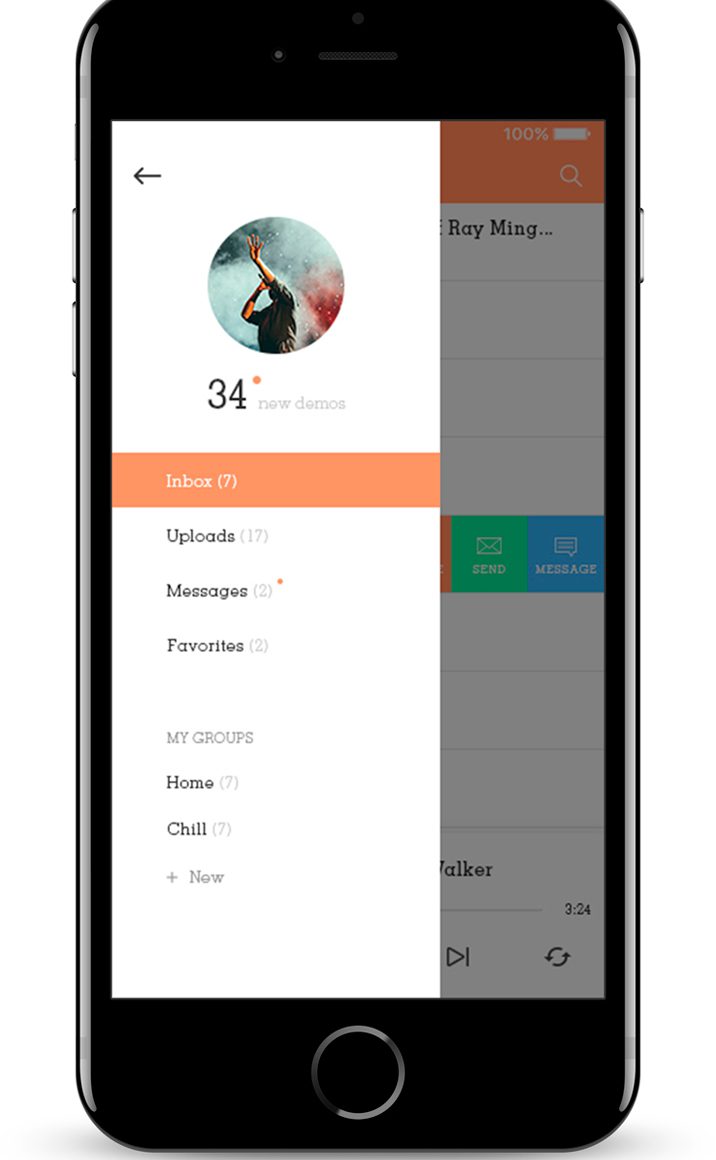 100%
Ray Ming...
34 new demos
Inbox (7)
Uploads (17)
SEND
MESSAGE
Messages (2)
Favorites (2)
MY GROUPS
Home (7)
Chill (7)
+ New
3:24